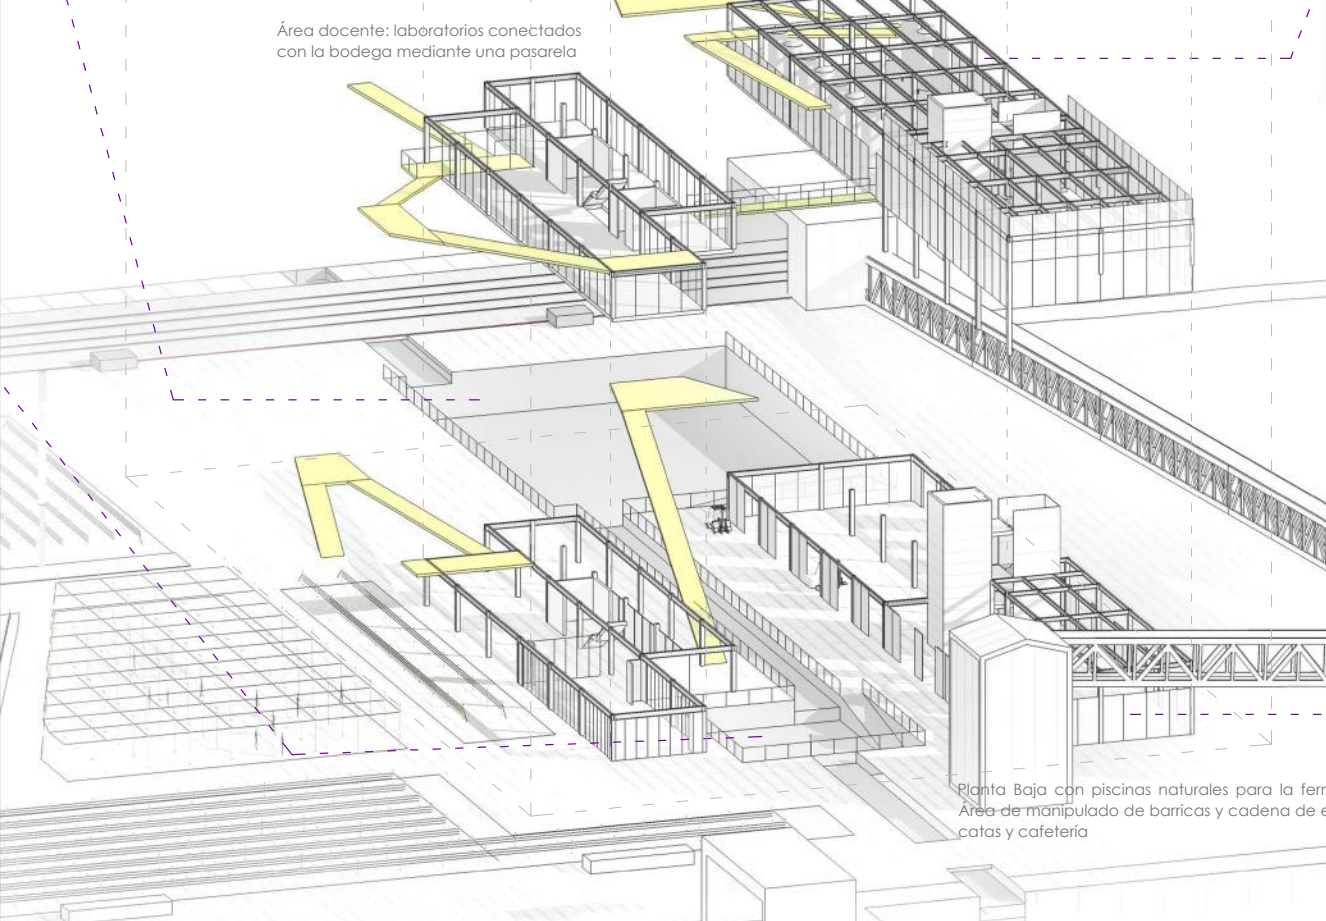 Área docente: laboratorios conectados
con la bodega mediante una pasarela
Planta Baja con piscinas naturales para la
Área de manipulado de barricas y cadena de
catas y cafetería